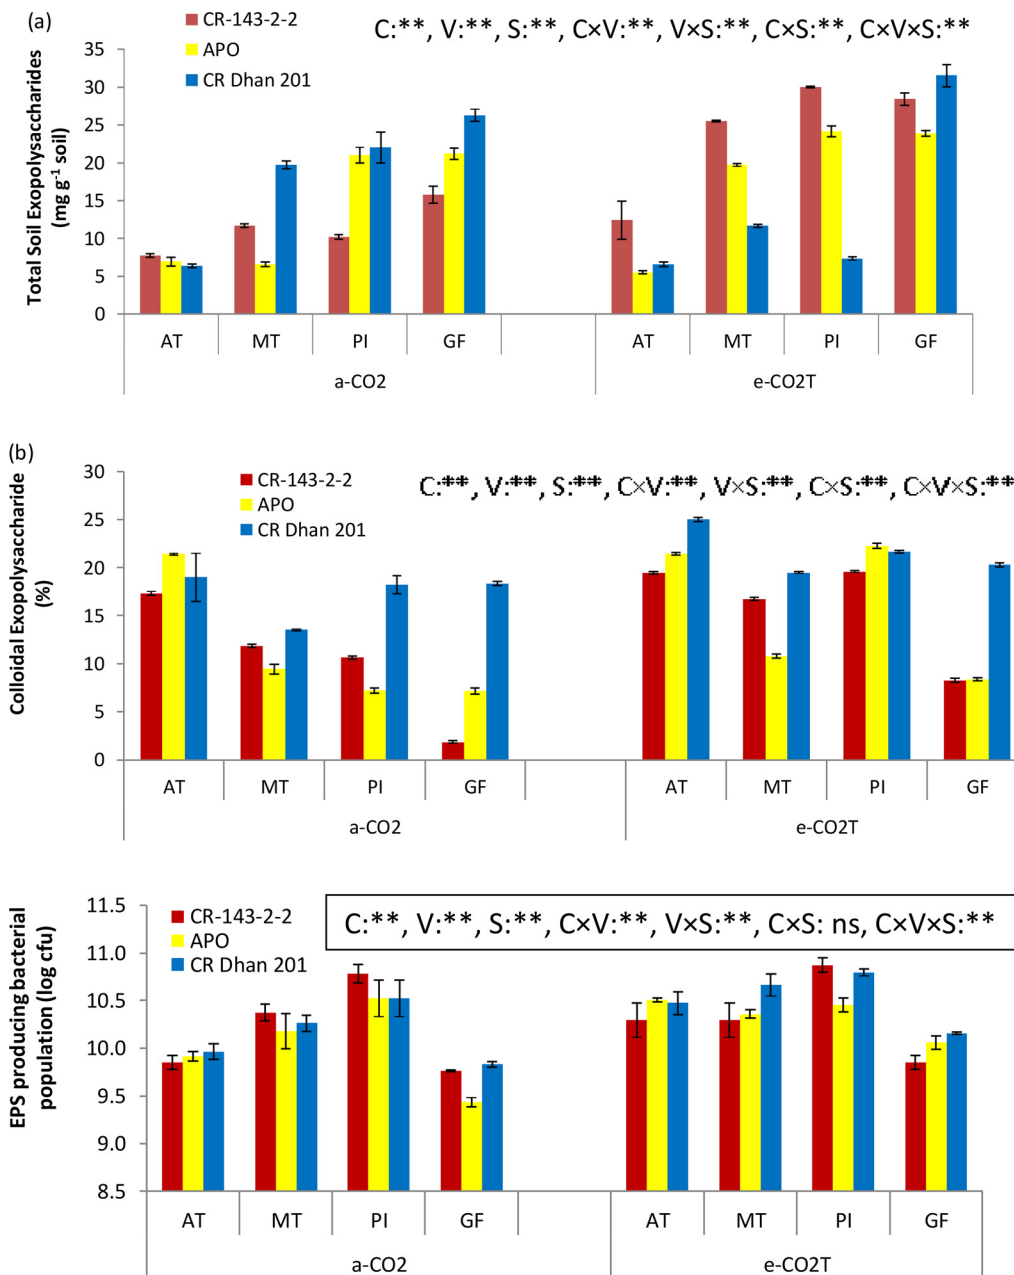 (a)
CR-143-2-2
APO
CR Dhan 201
C:**, V:**, S:**, C×V:**, V×S:**, C×S:**, C×V×S:**
Total Soil Exopolysaccharides
(mg g-1 soil)
35
30
25
20
15
10
5
0
AT MT PI GF AT MT PI GF
a-CO2 e-CO2T
(b)
CR-143-2-2
APO
CR Dhan 201
C:**, V:**, S:**, C×V:**, V×S:**, C×S:**, C×V×S:**
Colloidal Exopolysaccharide
(%)
30
25
20
15
10
5
0
AT MT PI GF AT MT PI GF
a-CO2 e-CO2T
CR-143-2-2
APO
CR Dhan 201
C:**, V:**, S:**, C×V:**, V×S:**, C×S: ns, C×V×S:**
EPS producing bacterial
population (log cfu)
11.5
11.0
10.5
10.0
9.5
9.0
8.5
AT MT PI GF AT MT PI GF
a-CO2 e-CO2T